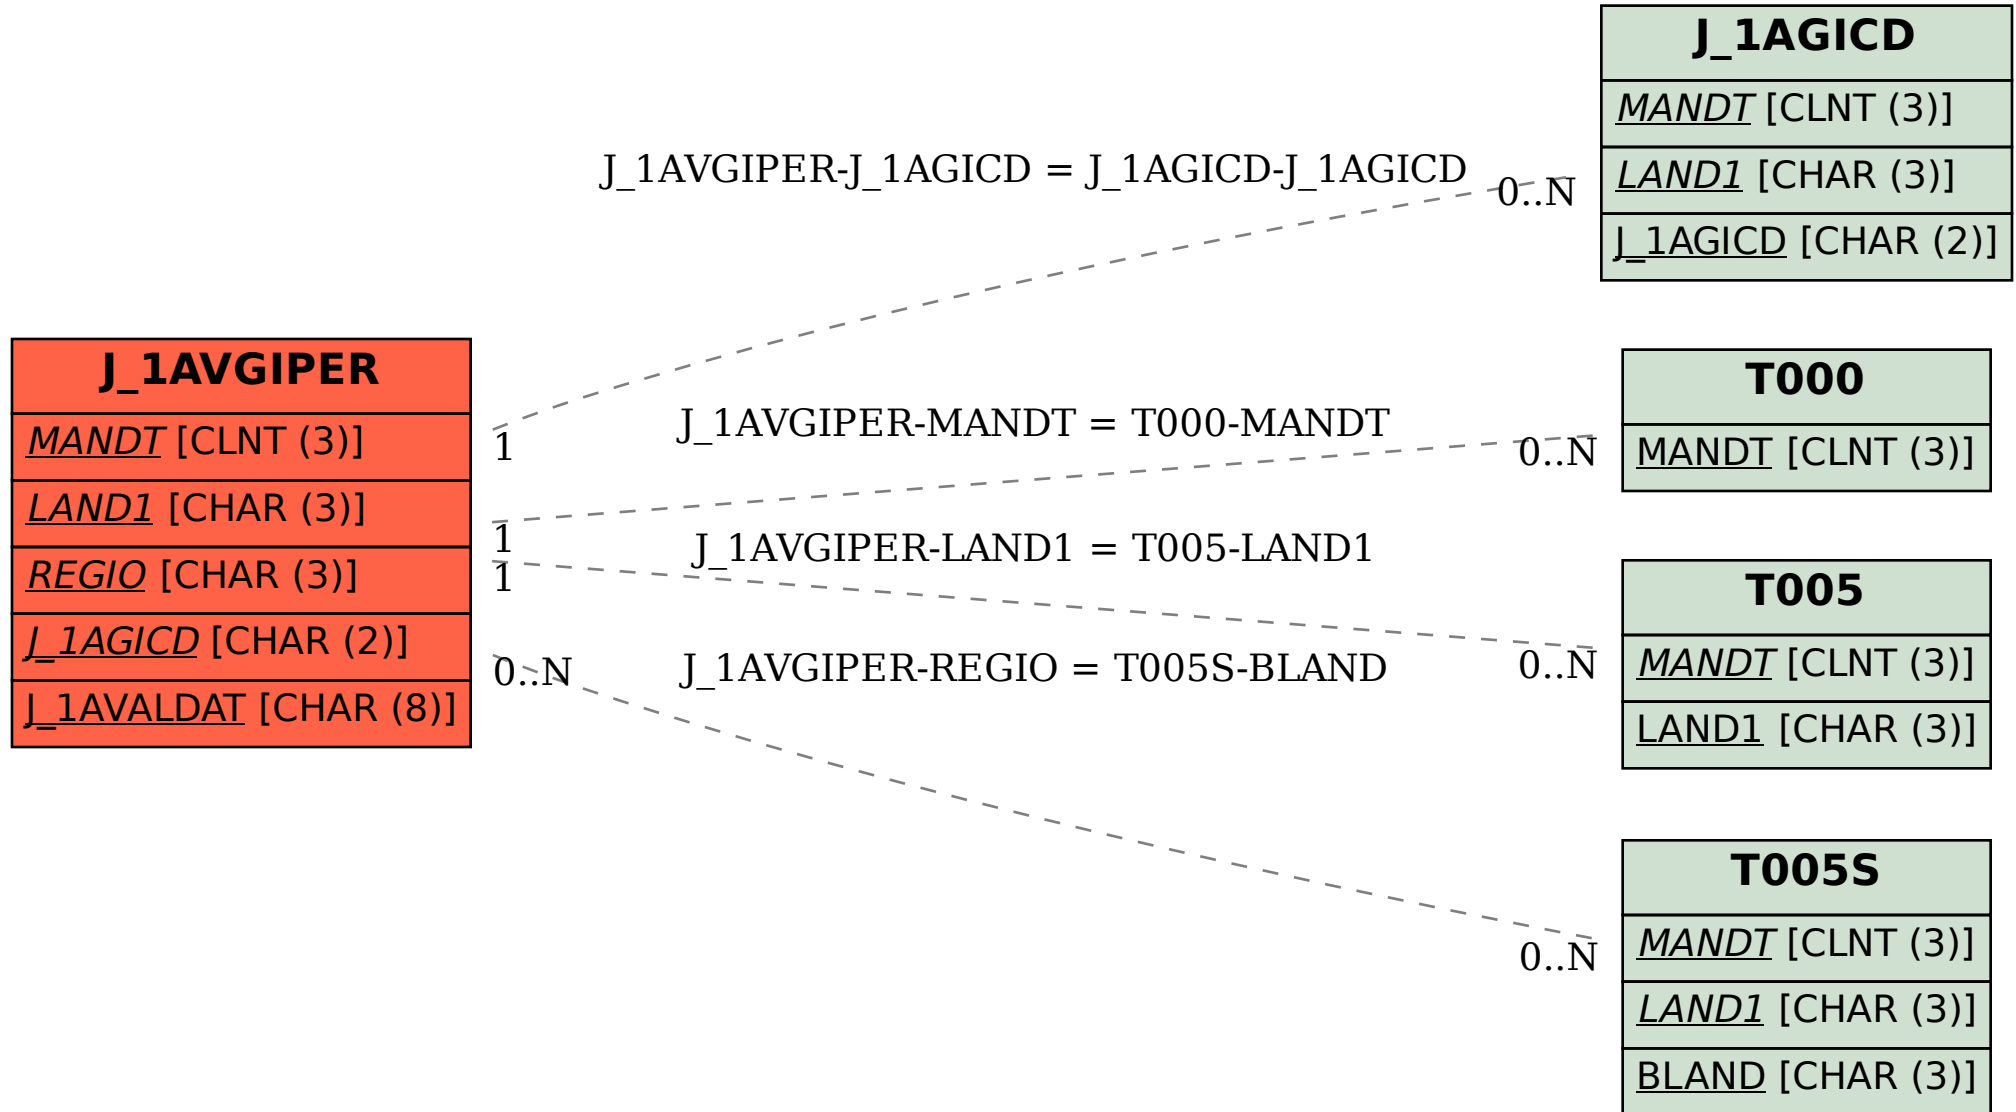 J_1AVGIPER
MANDT [CLNT (3)]
LAND1 [CHAR (3)]
REGIO [CHAR (3)]
J_1AGICD [CHAR (2)]
J_1AVALDAT [CHAR (8)]
J_1AVGIPER-J_1AGICD = J_1AGICD-J_1AGICD
0..N
1
J_1AVGIPER-MANDT = T000-MANDT
0..N
1
J_1AVGIPER-LAND1 = T005-LAND1
0..N
1
J_1AVGIPER-REGIO = T005S-BLAND
0..N
0..N
J_1AGICD
MANDT [CLNT (3)]
LAND1 [CHAR (3)]
J_1AGICD [CHAR (2)]
T000
MANDT [CLNT (3)]
T005
MANDT [CLNT (3)]
LAND1 [CHAR (3)]
T005S
MANDT [CLNT (3)]
LAND1 [CHAR (3)]
BLAND [CHAR (3)]